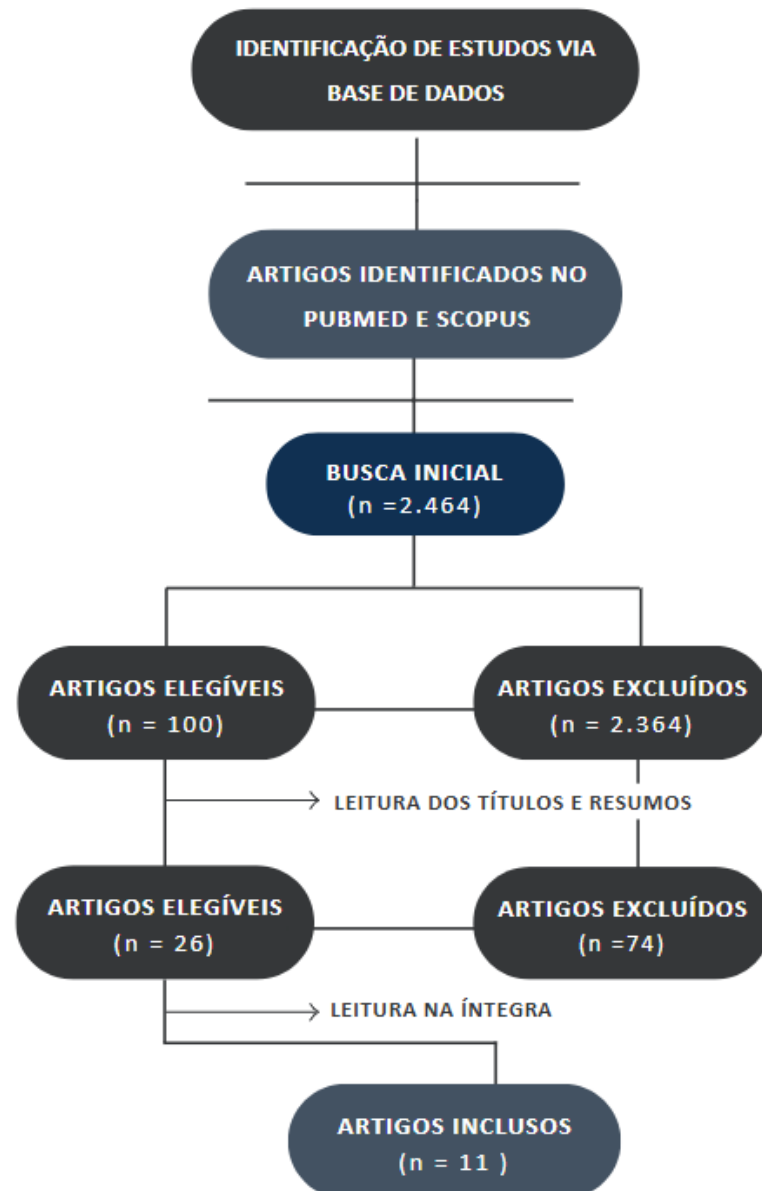 IDENTIFICAÇÃO DE ESTUDOS VIA
BASE DE DADOS
ARTIGOS IDENTIFICADOS NO
PUBMED E SCOPUS
BUSCA INICIAL
(n =2.464)
ARTIGOS ELEGÍVEIS
(n = 100)
ARTIGOS EXCLUÍDOS
(n = 2.364)
LEITURA DOS TÍTULOS E RESUMOS
ARTIGOS ELEGÍVEIS
(n = 26)
ARTIGOS EXCLUÍDOS
(n =74)
LEITURA NA ÍNTEGRA
ARTIGOS INCLUSOS
(n = 11 )